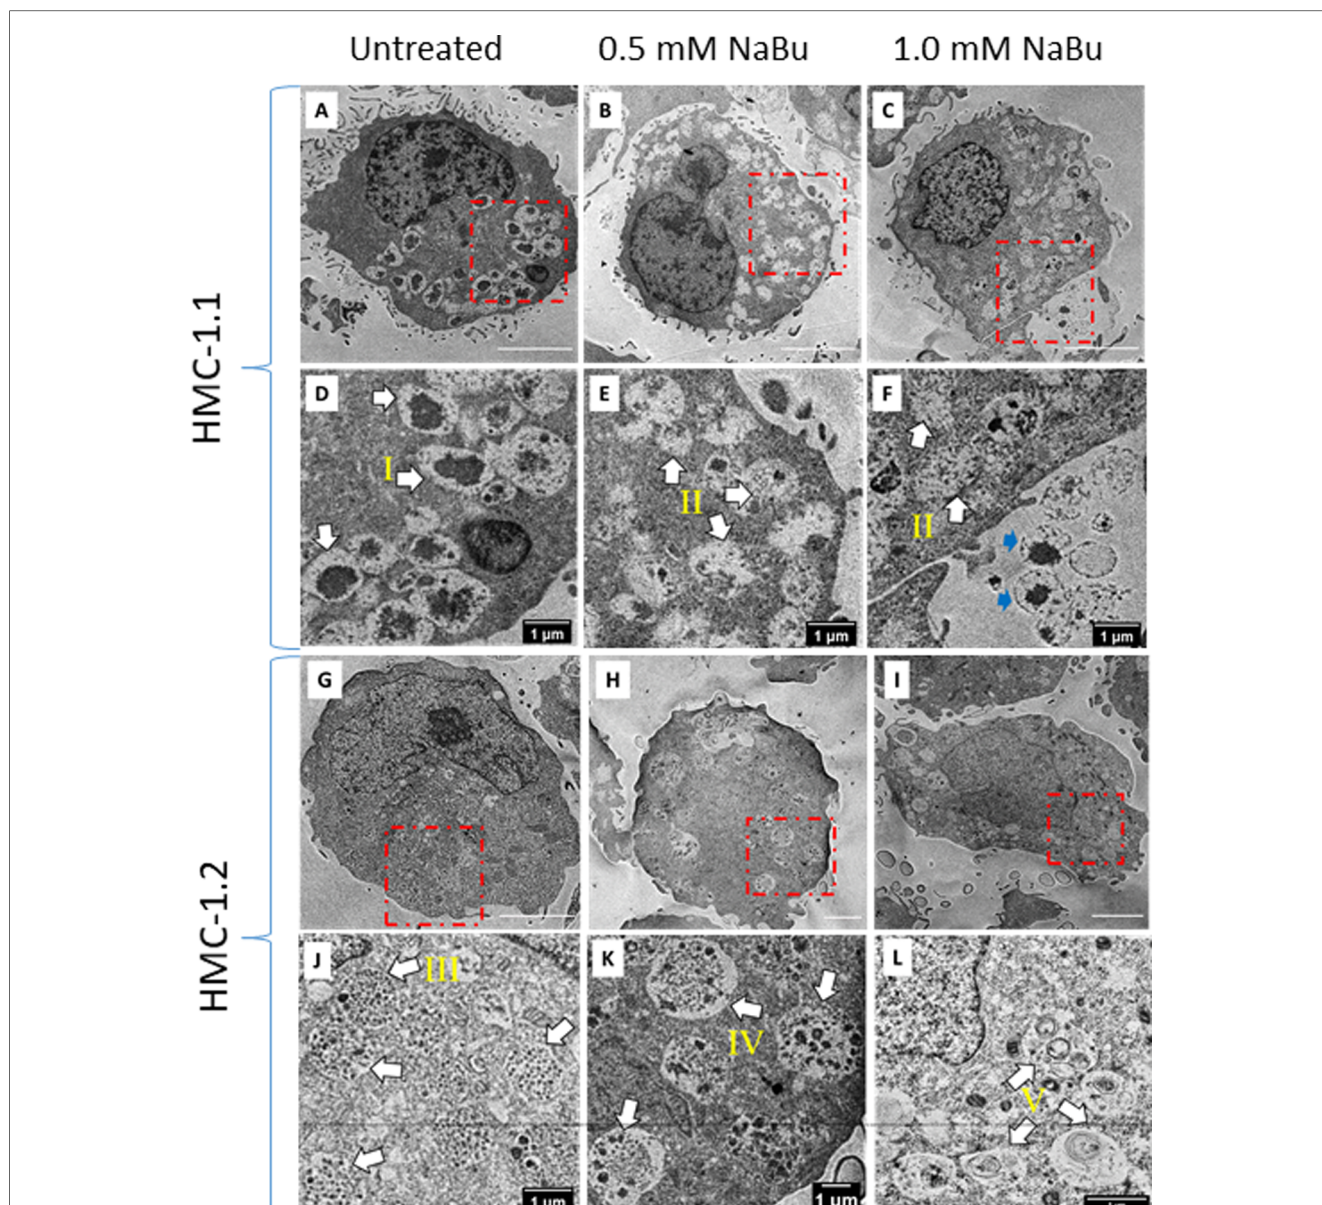 Untreated 0.5 mM NaBu 1.0 mM NaBu
HMC-1.1
A B C
D E F
I
II
II
1 µm 1 µm 1 µm
HMC-1.2
G H I
J K L
III
IV
V
1 µm 1 µm